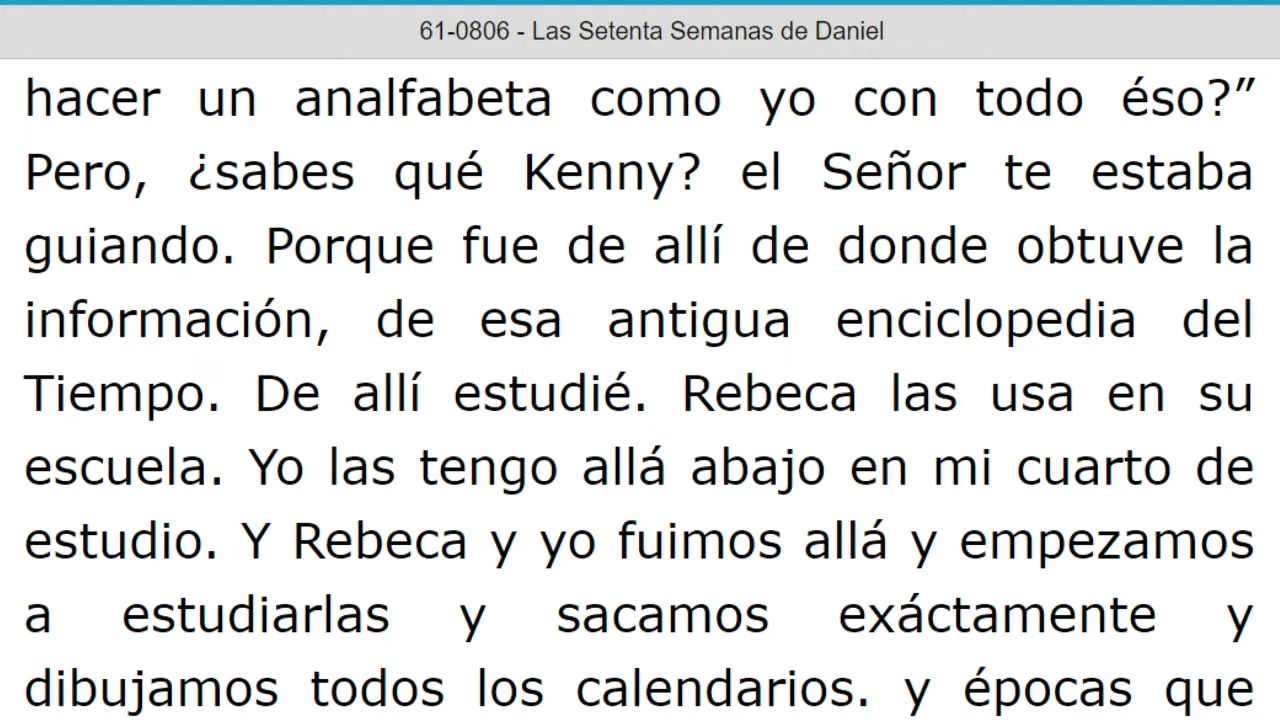 61-0806 - Las Setenta Semanas de Daniel
hacer un analfabeta como yo con todo éso?”
Pero, ¿sabes qué Kenny? el Señor te estaba
guiando. Porque fue de allí de donde obtuve la
información, de esa antigua enciclopedia del
Tiempo. De allí estudié. Rebeca las usa en su
escuela. Yo las tengo allá abajo en mi cuarto de
estudio. Y Rebeca y yo fuimos allá y empezamos
a estudiarlas y sacamos exáctamente y
dibujamos todos los calendarios. y épocas que